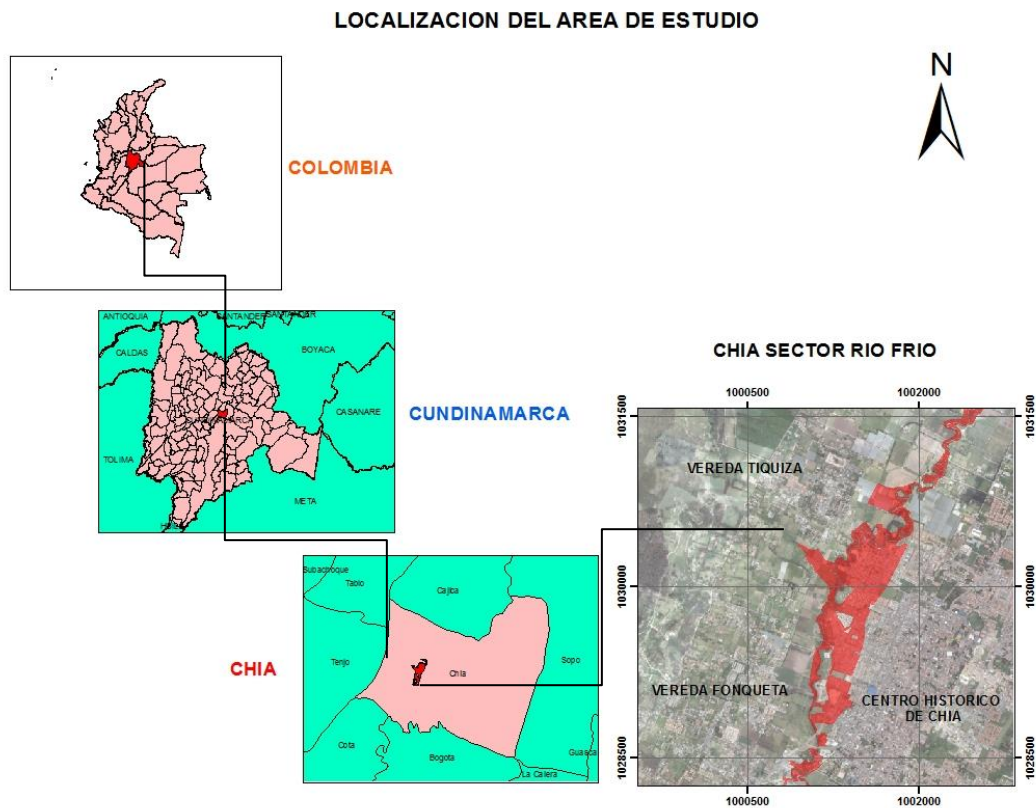 LOCALIZACION DEL AREA DE ESTUDIO
N
COLOMBIA
ANTIOQUIA
SANTANDER
SANTANDER
CALDAS
BOYACA
CASANARE
TOLIMA
META
CUNDINAMARCA
CHIA SECTOR RIO FRIO
1000500
1002000
1031500
1031500
VEREDA TIQUIZA
1030000
1030000
VEREDA FONQUETA
CENTRO HISTORICO
DE CHIA
1028500
1028500
1000500
1002000
Subachoque
Tabio
Cajica
Tenjo
Chia
Sopo
CHIA
Cota
Bogota
Guasca
La Calera